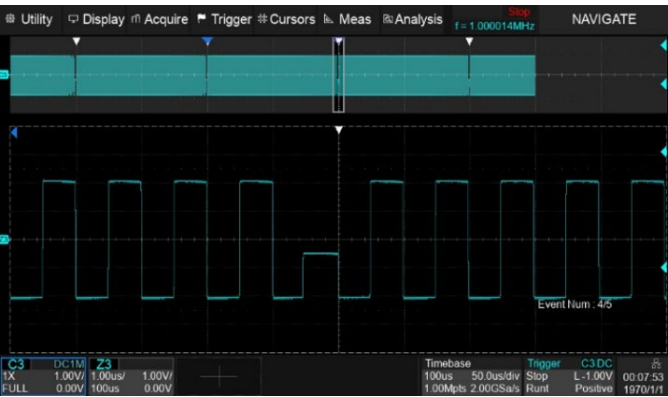 Utility Display Acquire Trigger Cursors Meas Analysis Stop f = 1.000014MHz NAVIGATE
Event Num : 4/5
C3 DC1M
1X 1.00V/
FULL 0.00V
Z3
1.00us/ 1.00V/
100us 0.00V
Timebase
100us 50.0us/div
1.00Mpts 2.00GSa/s
Trigger C3 DC
Stop L -1.00V
Runt Positive
00:07:53
1970/1/1